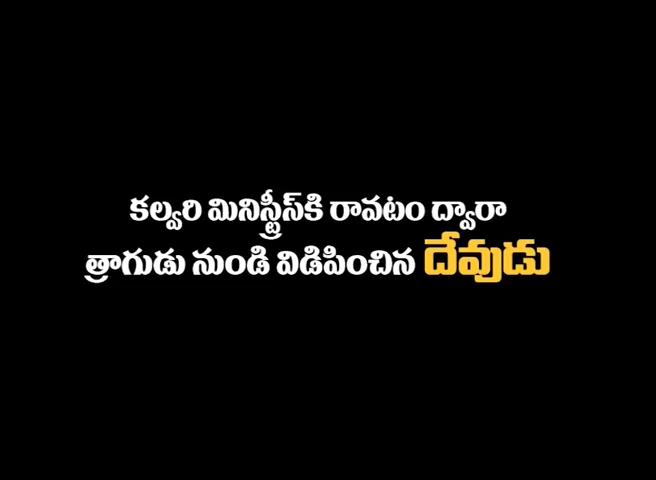 కల్వరి మినిస్ట్రీస్‌కి రావటం ద్వారా
త్రాగుడు నుండి విడిపించిన దేవుడు